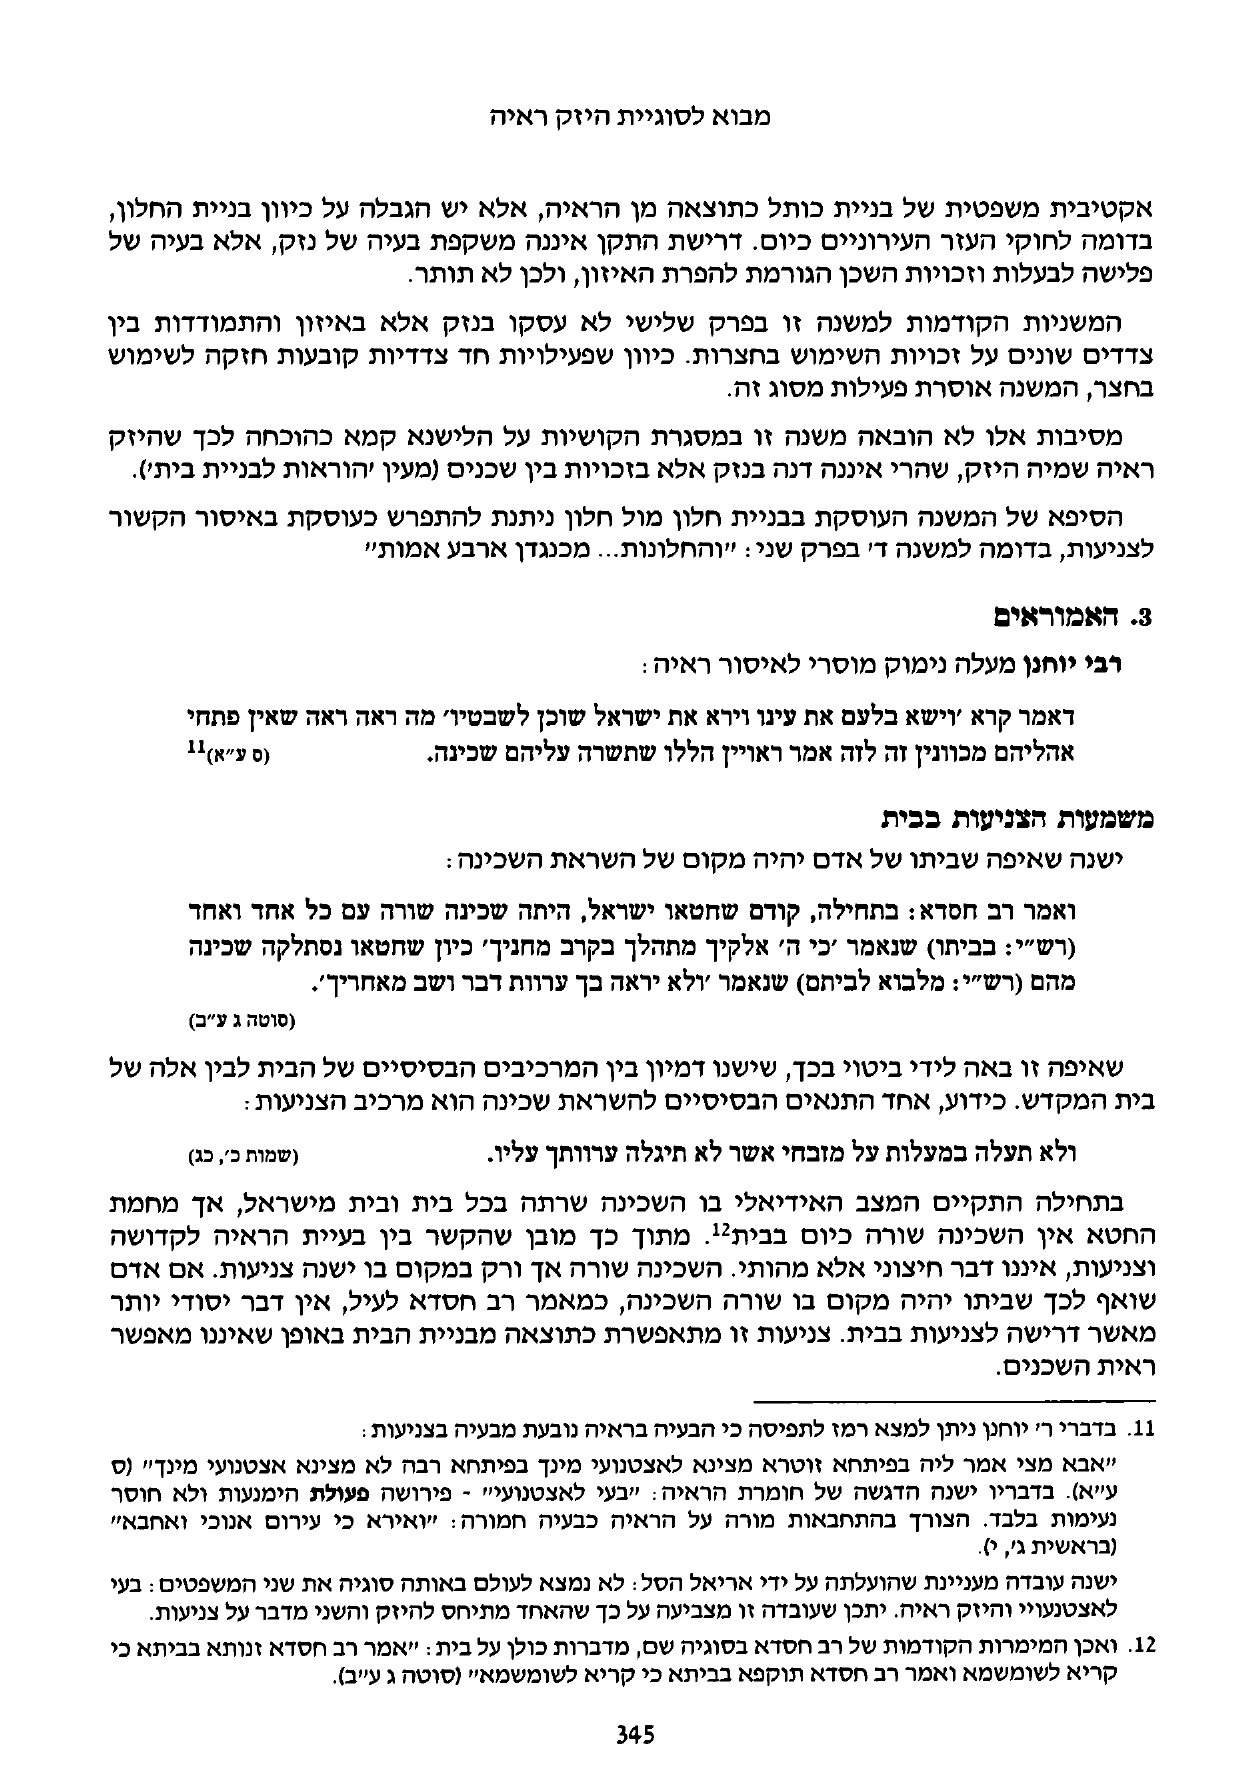 מבוא לסוגיית היזק ראיה
אקטיבית משפטית של בניית כותל כתוצאה מן הראיה, אלא יש הגבלה על כיוון בניית החלון,
בדומה לחוקי העזר העירוניים כיום. דרישת התקן איננה משקפת בעיה של נזק, אלא בעיה של
פלישה לבעלות וזכויות השכן הגורמת להפרת האיזון, ולכן לא תותר.
המשניות הקודמות למשנה זו בפרק שלישי לא עסקו בנזק אלא באיזון והתמודדות בין
צדדים שונים על זכויות השימוש בחצרות. כיוון שפעילויות חד צדדיות קובעות חזקה לשימוש
בחצר, המשנה אוסרת פעילות מסוג זה.
מסיבות אלו לא הובאה משנה זו במסגרת הקושיות על הלישנא קמא כהוכחה לכך שהיזק
ראיה שמיה היזק, שהרי איננה דנה בנזק אלא בזכויות בין שכנים (מעין 'הוראות לבניית בית').
הסיפא של המשנה העוסקת בבניית חלון מול חלון ניתנת להתפרש כעוסקת באיסור הקשור
לצניעות, בדומה למשנה ד' בפרק שני: "והחלונות... מכנגדן ארבע אמות"
3. האמוראים
רבי יוחנן מעלה נימוק מוסרי לאיסור ראיה:
דאמר קרא 'וישא בלעם את עינו וירא את ישראל שוכן לשבטיו' מה ראה ראה שאין פתחי
אהליהם מכוונין זה לזה אמר ראויין הללו שתשרה עליהם שכינה. (ס ע"א)11
משמעות הצניעות בבית
ישנה שאיפה שביתו של אדם יהיה מקום של השראת השכינה:
ואמר רב חסדא: בתחילה, קודם שחטאו ישראל, היתה שכינה שורה עם כל אחד ואחד
(רש"י: בביתו) שנאמר 'כי ה' אלקיך מתהלך בקרב מחניך' כיון שחטאו נסתלקה שכינה
מהם (רש"י: מלבוא לביתם) שנאמר 'ולא יראה בך ערוות דבר ושב מאחריך'.
(סוטה ג ע"ב)
שאיפה זו באה לידי ביטוי בכך, שישנו דמיון בין המרכיבים הבסיסיים של הבית לבין אלה של
בית המקדש. כידוע, אחד התנאים הבסיסיים להשראת שכינה הוא מרכיב הצניעות:
ולא תעלה במעלות על מזבחי אשר לא תיגלה ערוותך עליו. (שמות כ', כג)
בתחילה התקיים המצב האידיאלי בו השכינה שרתה בכל בית ובית מישראל, אך מחמת
החטא אין השכינה שורה כיום בבית12. מתוך כך מובן שהקשר בין בעיית הראיה לקדושה
וצניעות, איננו דבר חיצוני אלא מהותי. השכינה שורה אך ורק במקום בו ישנה צניעות. אם אדם
שואף לכך שביתו יהיה מקום בו שורה השכינה, כמאמר רב חסדא לעיל, אין דבר יסודי יותר
מאשר דרישה לצניעות בבית. צניעות זו מתאפשרת כתוצאה מבניית הבית באופן שאיננו מאפשר
ראית השכנים.
11. בדברי ר' יוחנן ניתן למצא רמז לתפיסה כי הבעיה בראיה נובעת מבעיה בצניעות:
"אבא מצי אמר ליה בפיתחא זוטרא מצינא לאצטנועי מינך בפיתחא רבה לא מצינא אצטנועי מינך" (ס
ע"א). בדבריו ישנה הדגשה של חומרת הראיה: "בעי לאצטנועי" - פירושה פעולת הימנעות ולא חוסר
נעימות בלבד. הצורך בהתחבאות מורה על הראיה כבעיה חמורה: "ואירא כי עירום אנוכי ואחבא"
(בראשית ג', י).
ישנה עובדה מעניינת שהועלתה על ידי אריאל הסל: לא נמצא לעולם באותה סוגיה את שני המשפטים: בעי
לאצטנעויי והיזק ראיה. יתכן שעובדה זו מצביעה על כך שהאחד מתיחס להיזק והשני מדבר על צניעות.
12. ואכן המימרות הקודמות של רב חסדא בסוגיה שם, מדברות כולן על בית: "אמר רב חסדא זנותא בביתא כי
קריא לשומשמא ואמר רב חסדא תוקפא בביתא כי קריא לשומשמא" (סוטה ג ע"ב).
345